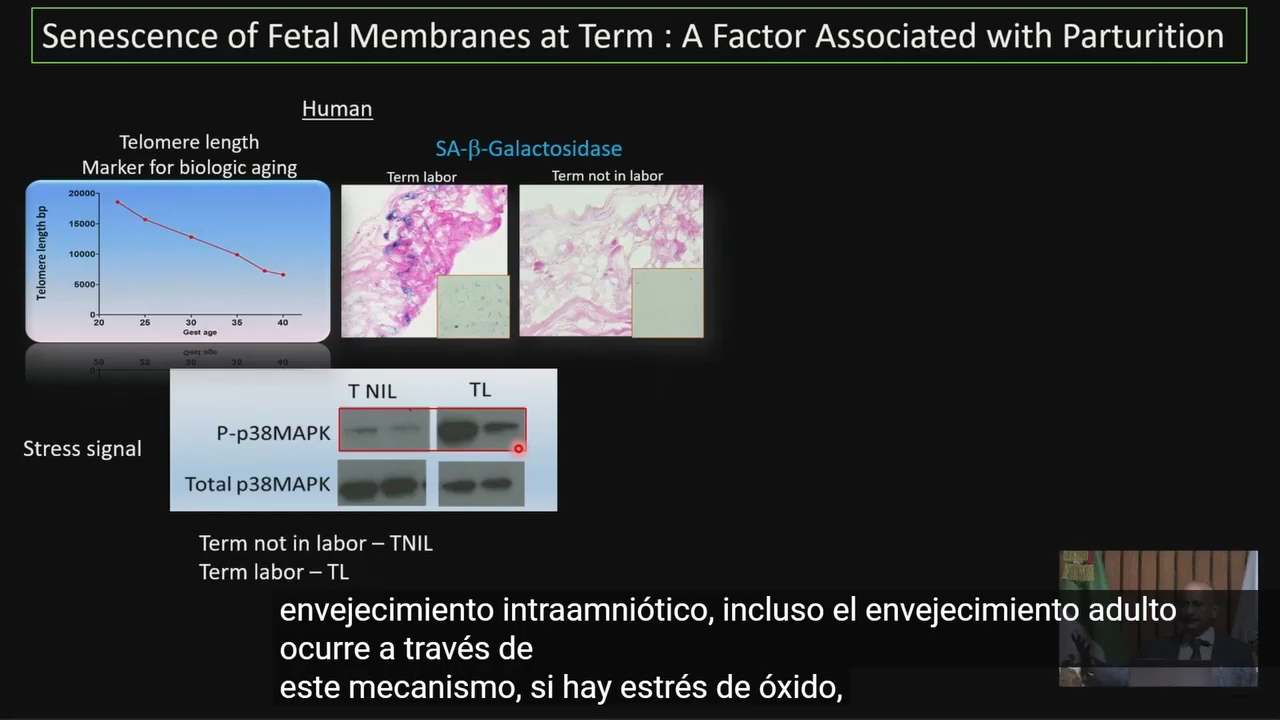 Senescence of Fetal Membranes at Term : A Factor Associated with Parturition
Human
Telomere length
Marker for biologic aging
SA-β-Galactosidase
Term labor
Term not in labor
Telomere length bp
20000
15000
10000
5000
0
20 25 30 35 40
Gest age
T NIL TL
P-p38MAPK
Stress signal
Total p38MAPK
Term not in labor – TNIL
Term labor – TL
envejecimiento intraamniótico, incluso el envejecimiento adulto
ocurre a través de
este mecanismo, si hay estrés de óxido,